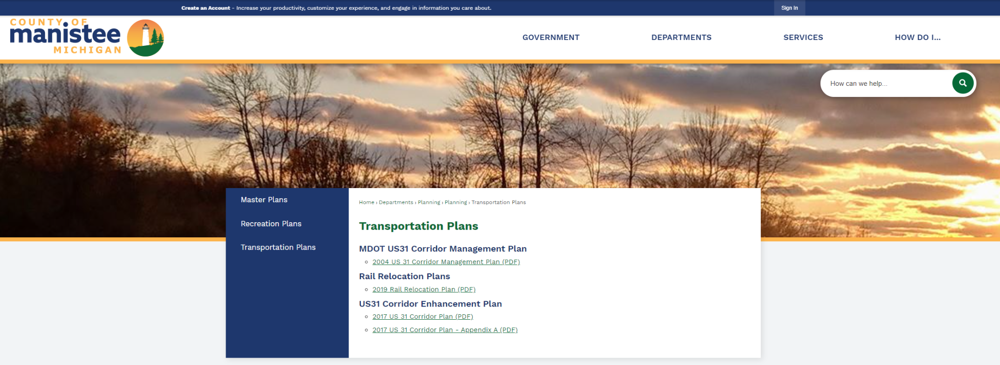 Create an Account - Increase your productivity, customize your experience, and engage in information you care about.
Sign In
COUNTY OF
manistee
MICHIGAN
GOVERNMENT
DEPARTMENTS
SERVICES
HOW DO I...
How can we help...
Master Plans
Recreation Plans
Transportation Plans
Home › Departments › Planning › Planning › Transportation Plans
Transportation Plans
MDOT US31 Corridor Management Plan
2004 US 31 Corridor Management Plan (PDF)
Rail Relocation Plans
2019 Rail Relocation Plan (PDF)
US31 Corridor Enhancement Plan
2017 US 31 Corridor Plan (PDF)
2017 US 31 Corridor Plan - Appendix A (PDF)